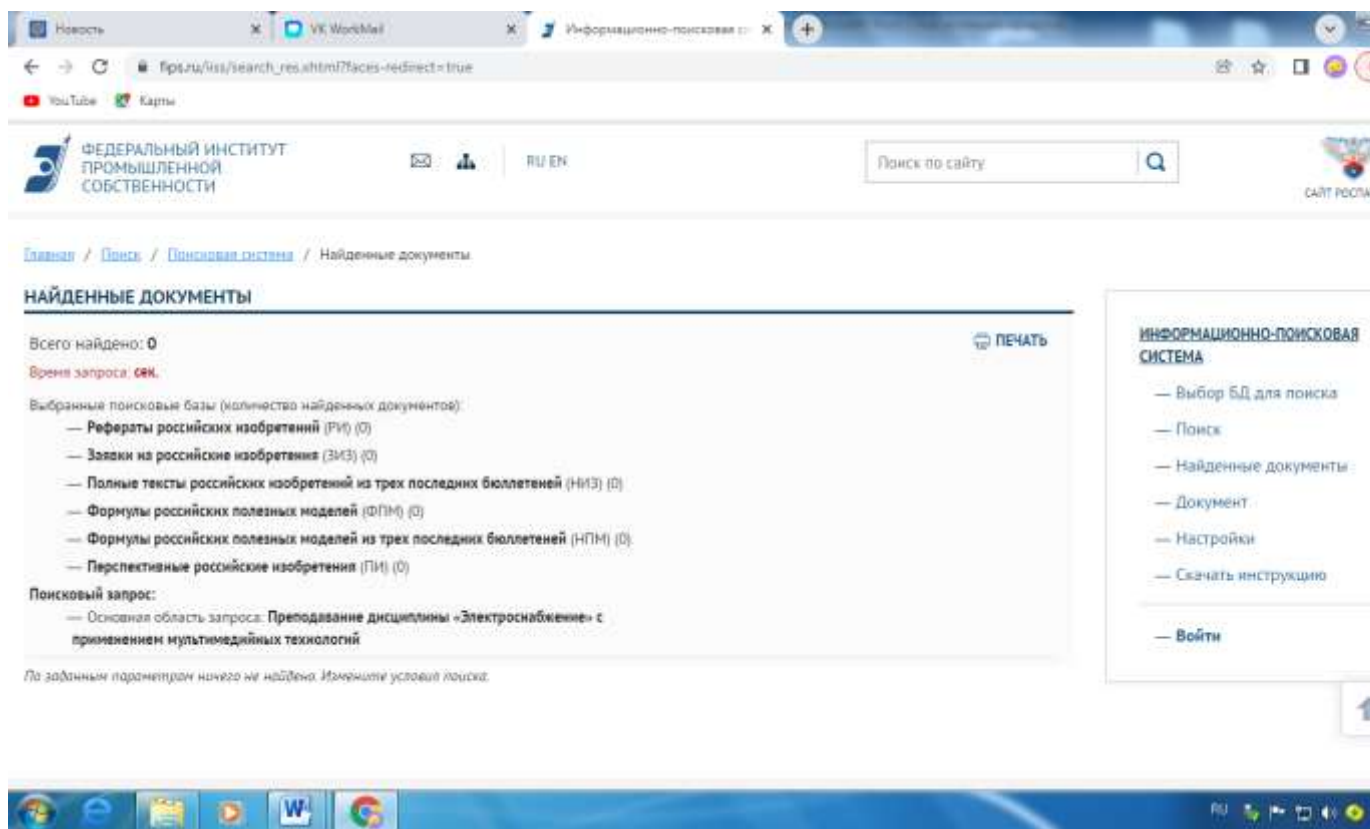 Новость
VK WorkMail
Информационно-поисковая с
fips.ru/iiss/search_res.xhtml?faces-redirect=true
YouTube
Карты
ФЕДЕРАЛЬНЫЙ ИНСТИТУТ
ПРОМЫШЛЕННОЙ
СОБСТВЕННОСТИ
RU EN
Поиск по сайту
САЙТ РОСПА
Главная / Поиск / Поисковая система / Найденные документы
НАЙДЕННЫЕ ДОКУМЕНТЫ
Всего найдено: 0
ПЕЧАТЬ
Время запроса: сек.
Выбранные поисковые базы (количество найденных документов):
— Рефераты российских изобретений (РИ) (0)
— Заявки на российские изобретения (ЗИЗ) (0)
— Полные тексты российских изобретений из трех последних бюллетеней (НИЗ) (0)
— Формулы российских полезных моделей (ФПМ) (0)
— Формулы российских полезных моделей из трех последних бюллетеней (НПМ) (0)
— Перспективные российские изобретения (ПИ) (0)
Поисковый запрос:
— Основная область запроса: Преподавание дисциплины «Электроснабжение» с
применением мультимедийных технологий
По заданным параметрам ничего не найдено. Измените условия поиска.
ИНФОРМАЦИОННО-ПОИСКОВАЯ
СИСТЕМА
— Выбор БД для поиска
— Поиск
— Найденные документы
— Документ
— Настройки
— Скачать инструкцию
— Войти
RU